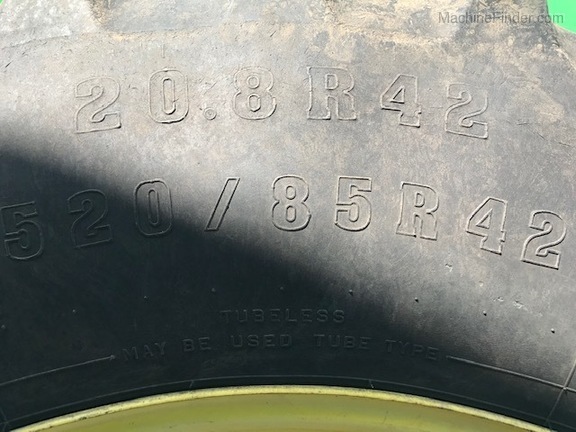 MachineFinder.com
20.8R42
520/85R42
TUBELESS
MAY BE USED TUBE TYPE